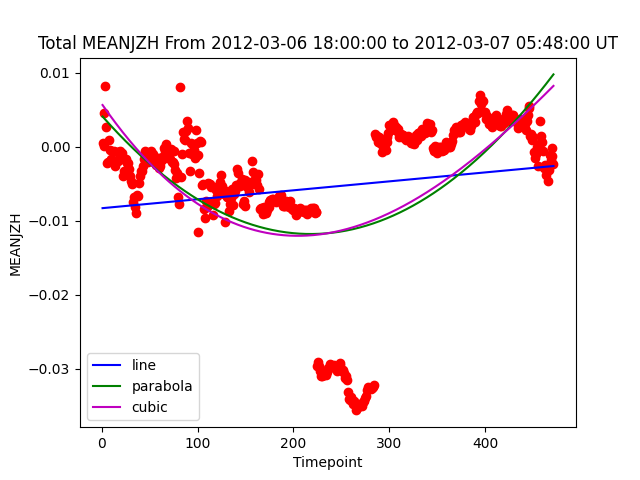 Total MEANJZH From 2012-03-06 18:00:00 to 2012-03-07 05:48:00 UT
0.01
0.00
−0.01
−0.02
−0.03
MEANJZH
line
parabola
cubic
0 100 200 300 400
Timepoint